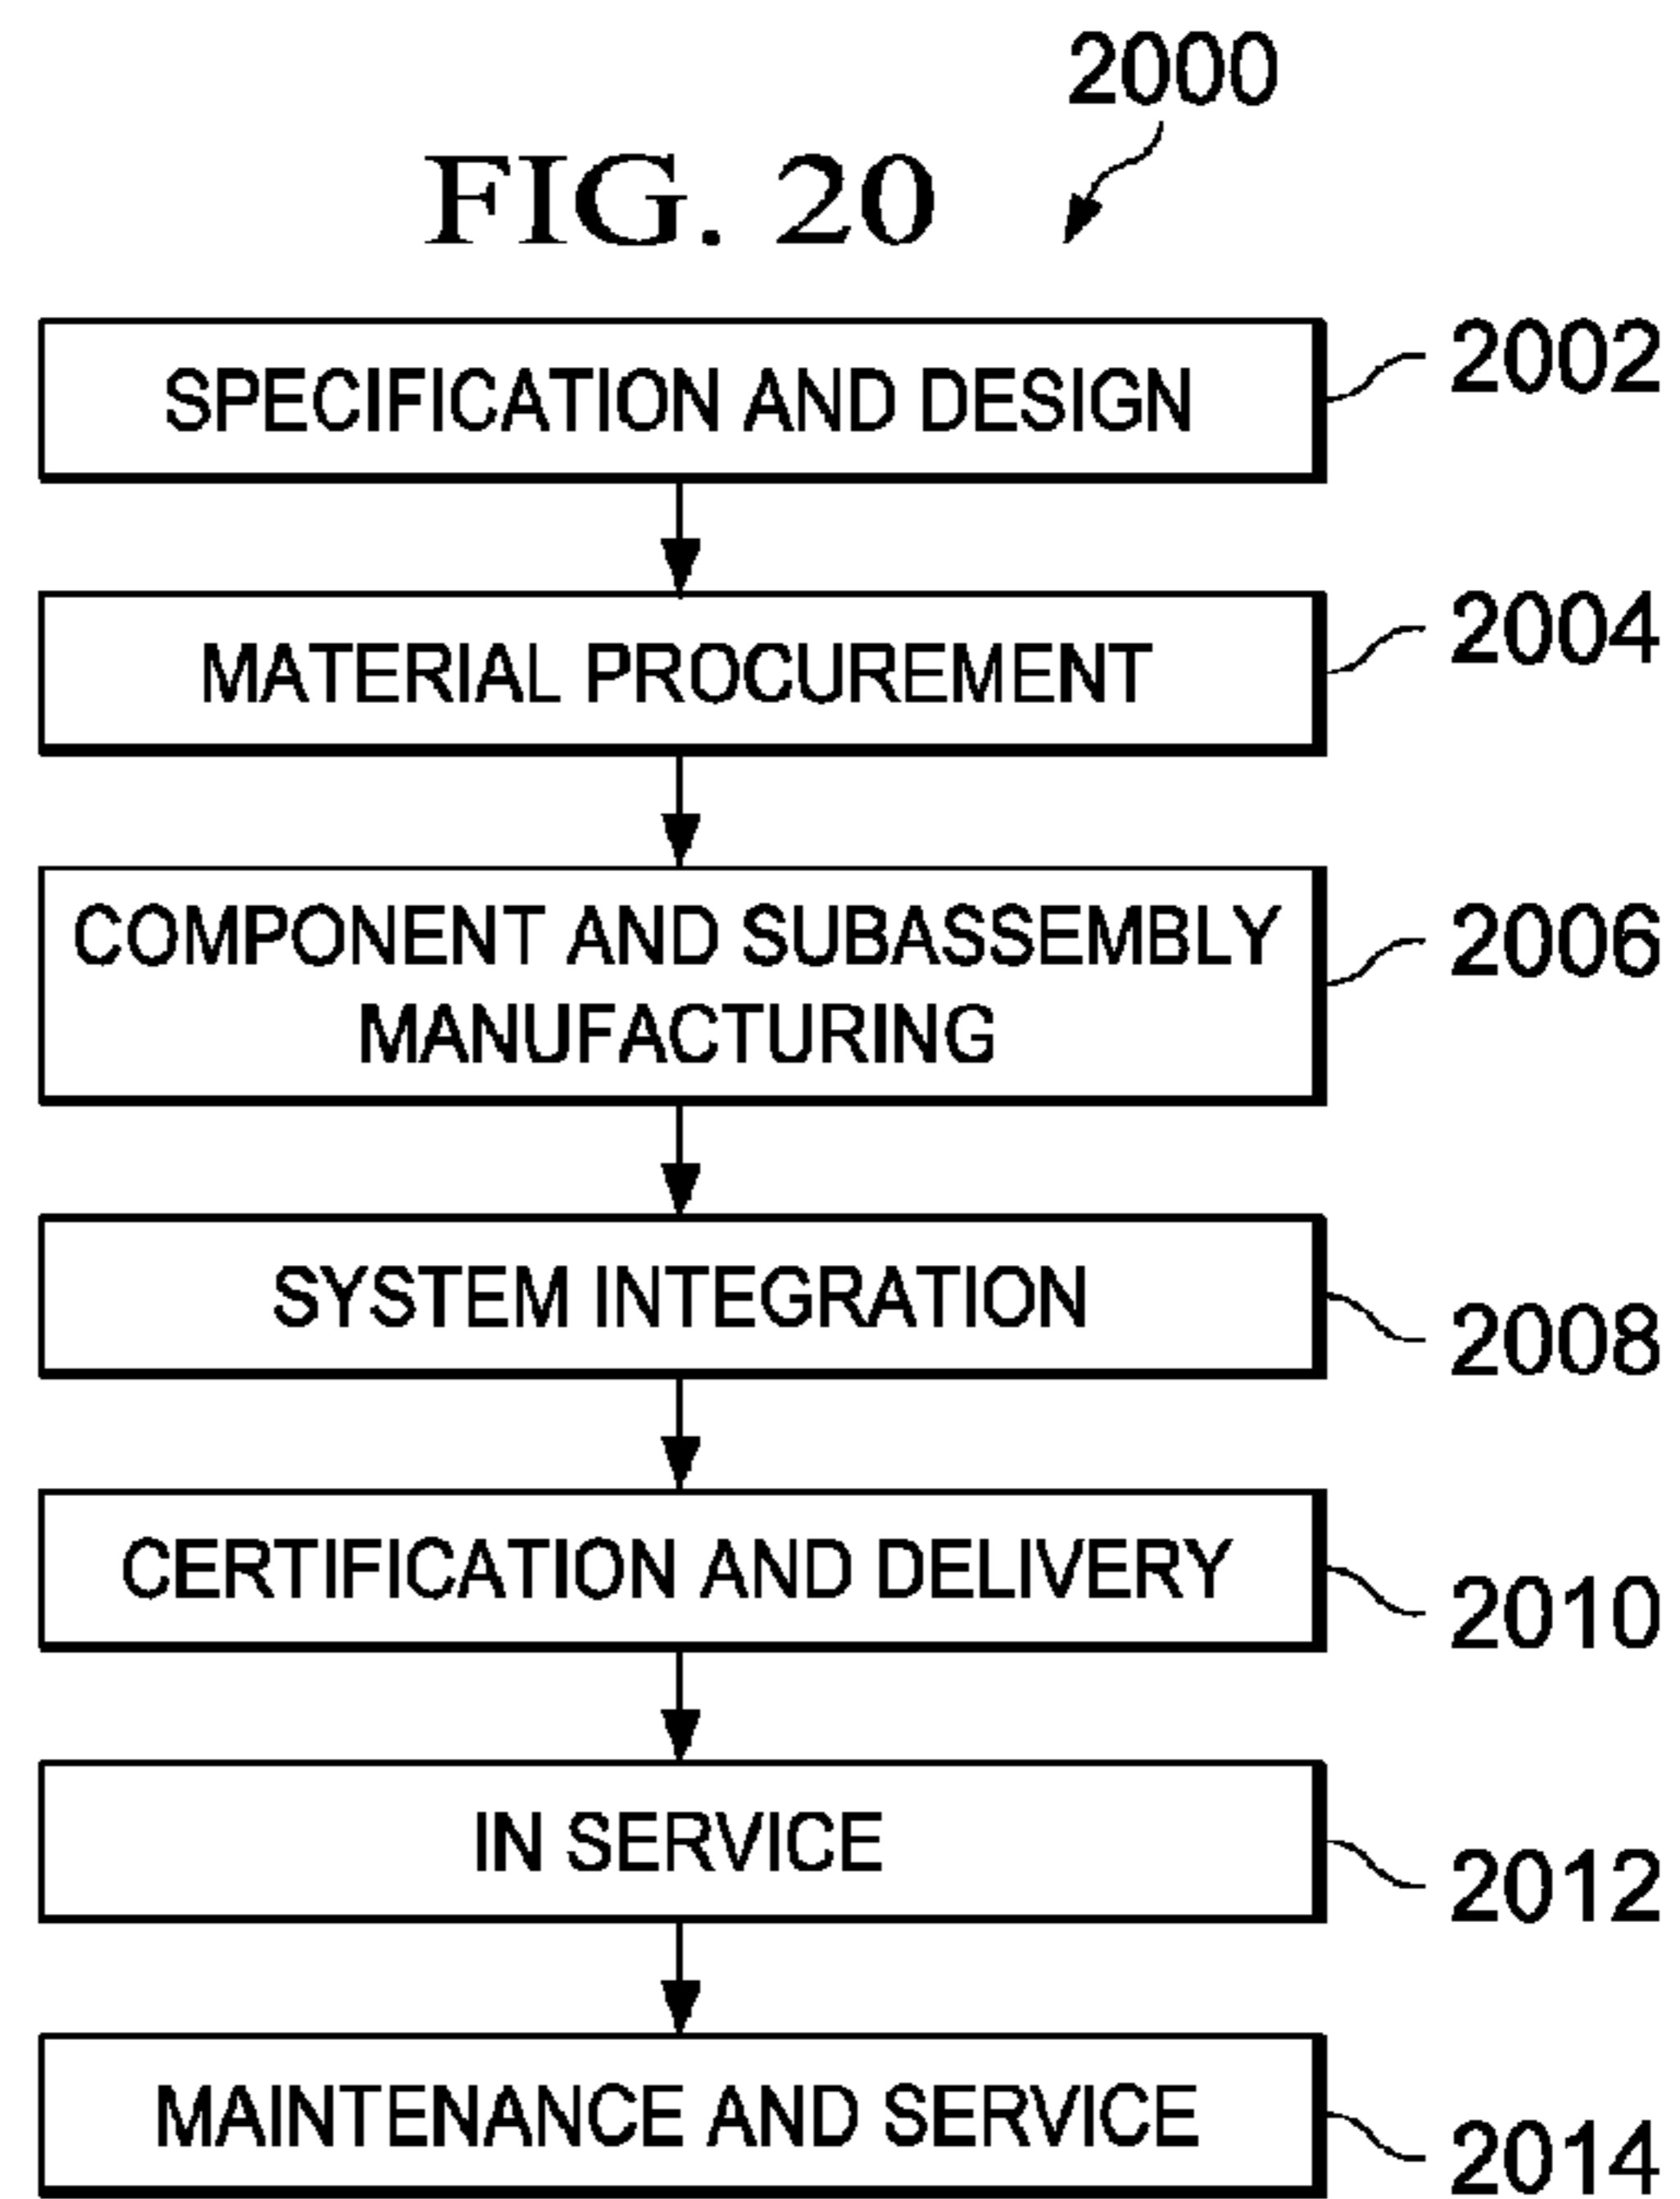 2000
FIG. 20
SPECIFICATION AND DESIGN
2002
MATERIAL PROCUREMENT
2004
COMPONENT AND SUBASSEMBLY
MANUFACTURING
2006
SYSTEM INTEGRATION
2008
CERTIFICATION AND DELIVERY
2010
IN SERVICE
2012
MAINTENANCE AND SERVICE
2014